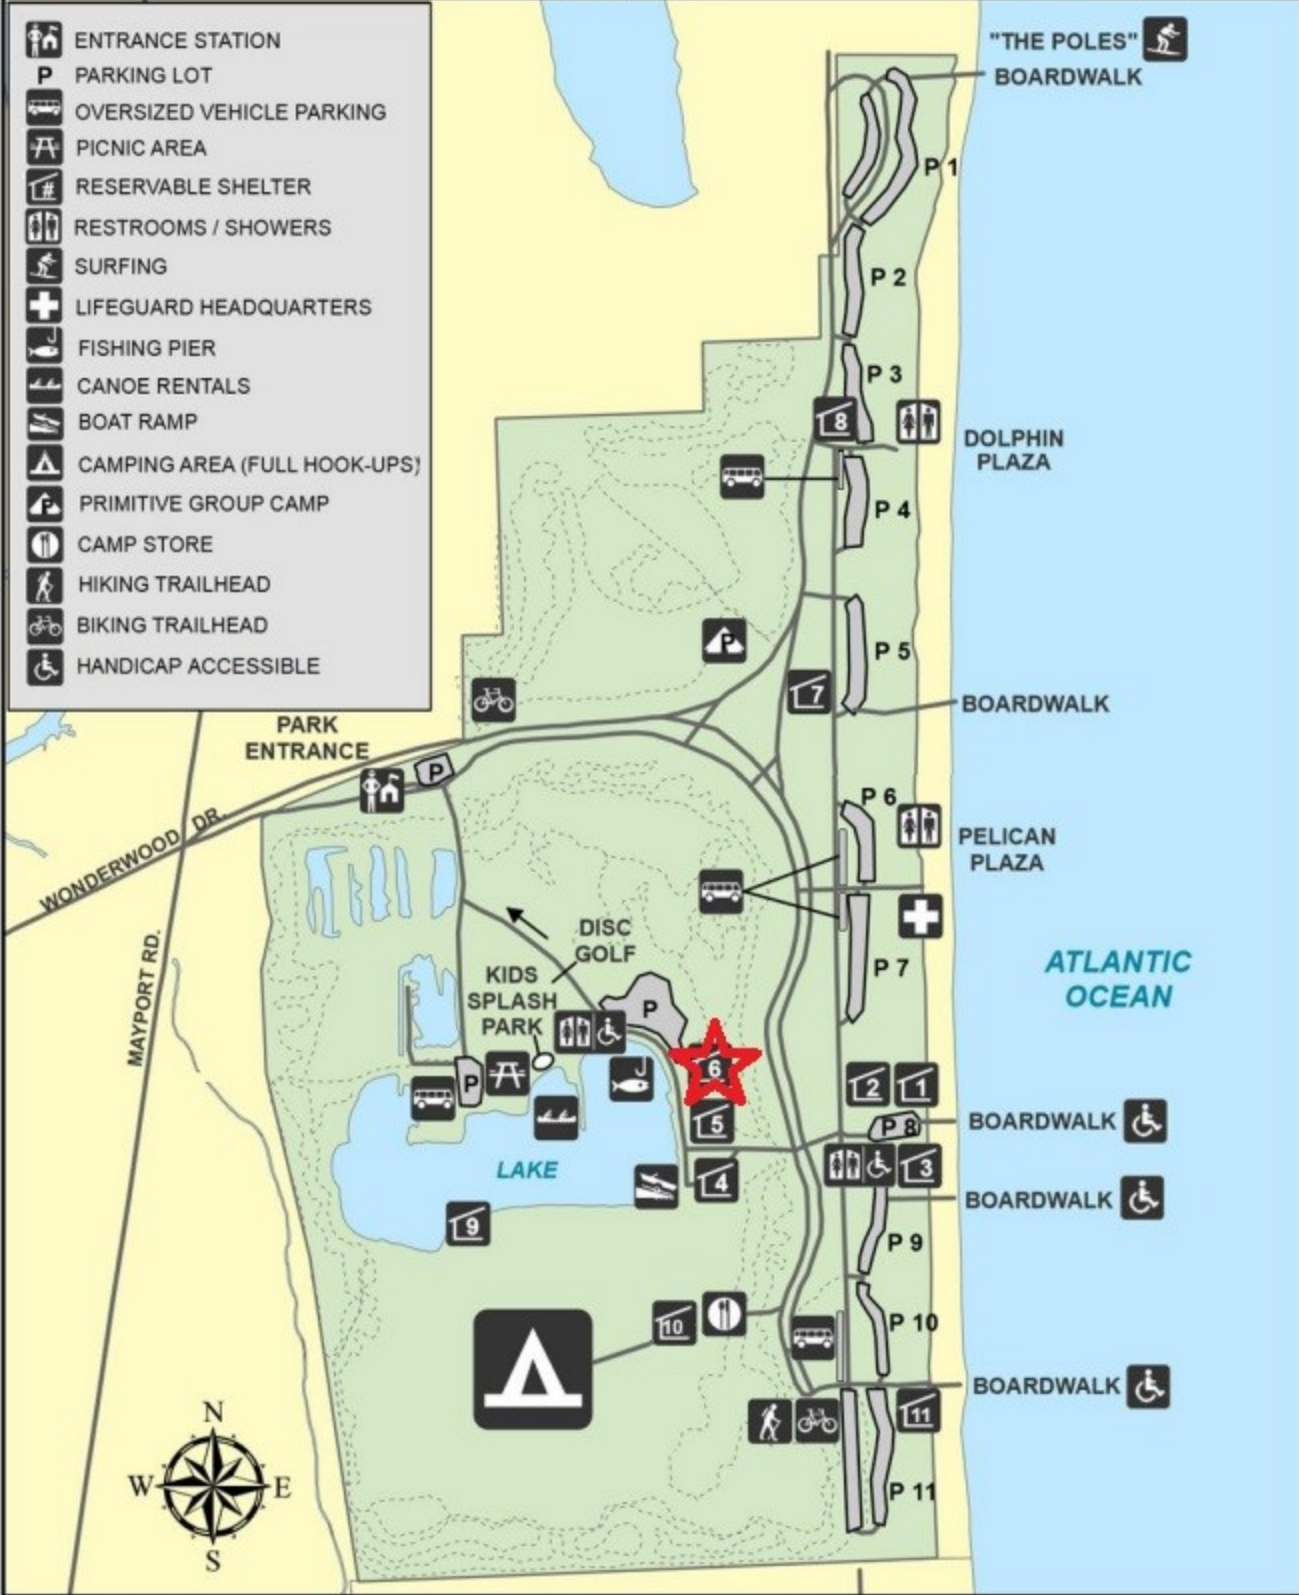 ENTRANCE STATION
P PARKING LOT
OVERSIZED VEHICLE PARKING
PICNIC AREA
# RESERVABLE SHELTER
RESTROOMS / SHOWERS
SURFING
LIFEGUARD HEADQUARTERS
FISHING PIER
CANOE RENTALS
BOAT RAMP
CAMPING AREA (FULL HOOK-UPS)
P PRIMITIVE GROUP CAMP
CAMP STORE
HIKING TRAILHEAD
BIKING TRAILHEAD
HANDICAP ACCESSIBLE
"THE POLES"
BOARDWALK
P 1
P 2
P 3
8
DOLPHIN
PLAZA
P 4
P
P 5
7
BOARDWALK
PARK
ENTRANCE
P
P 6
PELICAN
PLAZA
WONDERWOOD DR.
MAYPORT RD.
DISC
GOLF
KIDS
SPLASH
PARK
P
P 7
ATLANTIC
OCEAN
6
P
5
2
1
P 8
BOARDWALK
LAKE
4
3
BOARDWALK
9
P 9
10
P 10
BOARDWALK
11
P 11
N
W
E
S